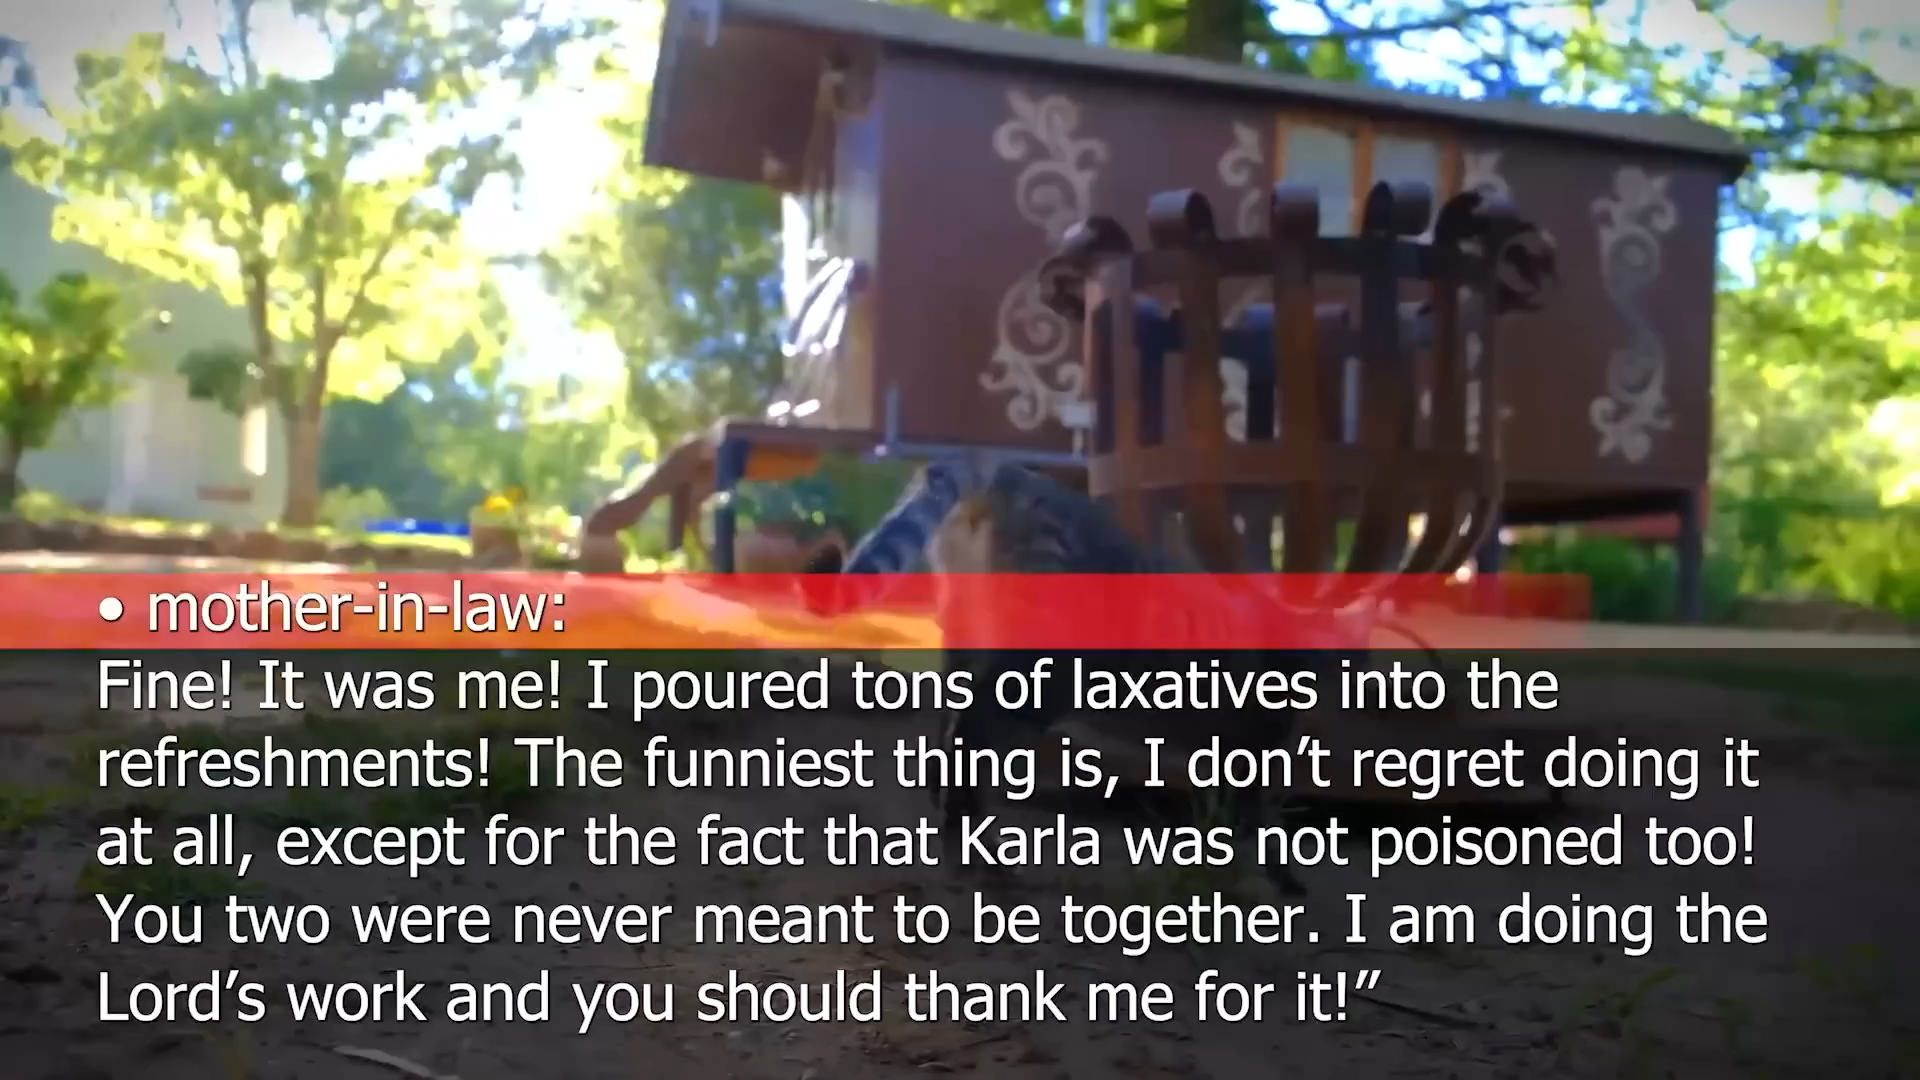 • mother-in-law:
Fine! It was me! I poured tons of laxatives into the
refreshments! The funniest thing is, I don’t regret doing it
at all, except for the fact that Karla was not poisoned too!
You two were never meant to be together. I am doing the
Lord’s work and you should thank me for it!”